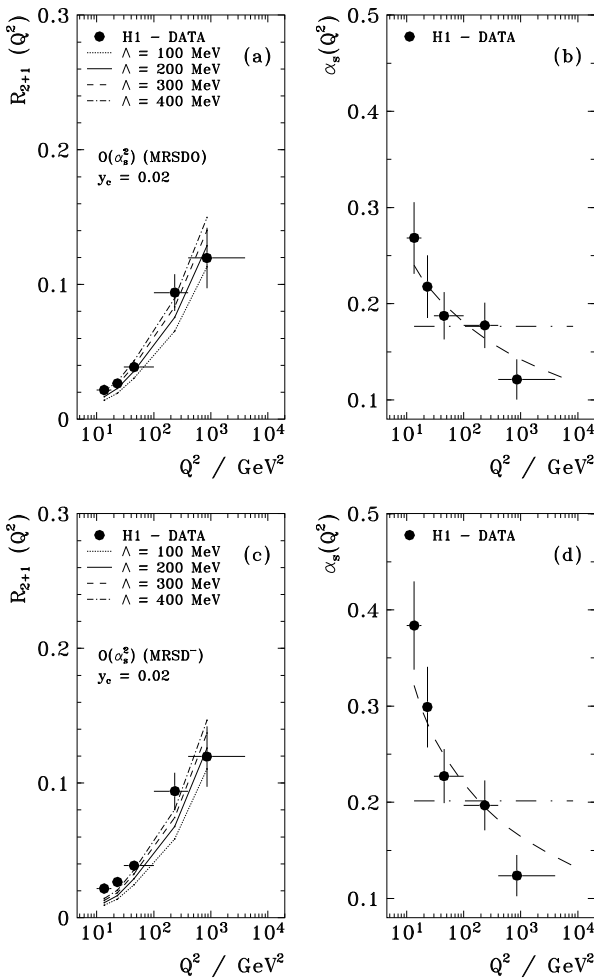 R₂₊₁ (Q²)
0.3
0.2
0.1
0
H1 - DATA
Λ = 100 MeV
Λ = 200 MeV
Λ = 300 MeV
Λ = 400 MeV
(a)
O(αₛ²) (MRSDO)
y_c = 0.02
10¹ 10² 10³ 10⁴
Q² / GeV²
αₛ(Q²)
0.5
0.4
0.3
0.2
0.1
H1 - DATA
(b)
10¹ 10² 10³ 10⁴
Q² / GeV²
R₂₊₁ (Q²)
0.3
0.2
0.1
0
H1 - DATA
Λ = 100 MeV
Λ = 200 MeV
Λ = 300 MeV
Λ = 400 MeV
(c)
O(αₛ²) (MRSD⁻)
y_c = 0.02
10¹ 10² 10³ 10⁴
Q² / GeV²
αₛ(Q²)
0.5
0.4
0.3
0.2
0.1
H1 - DATA
(d)
10¹ 10² 10³ 10⁴
Q² / GeV²